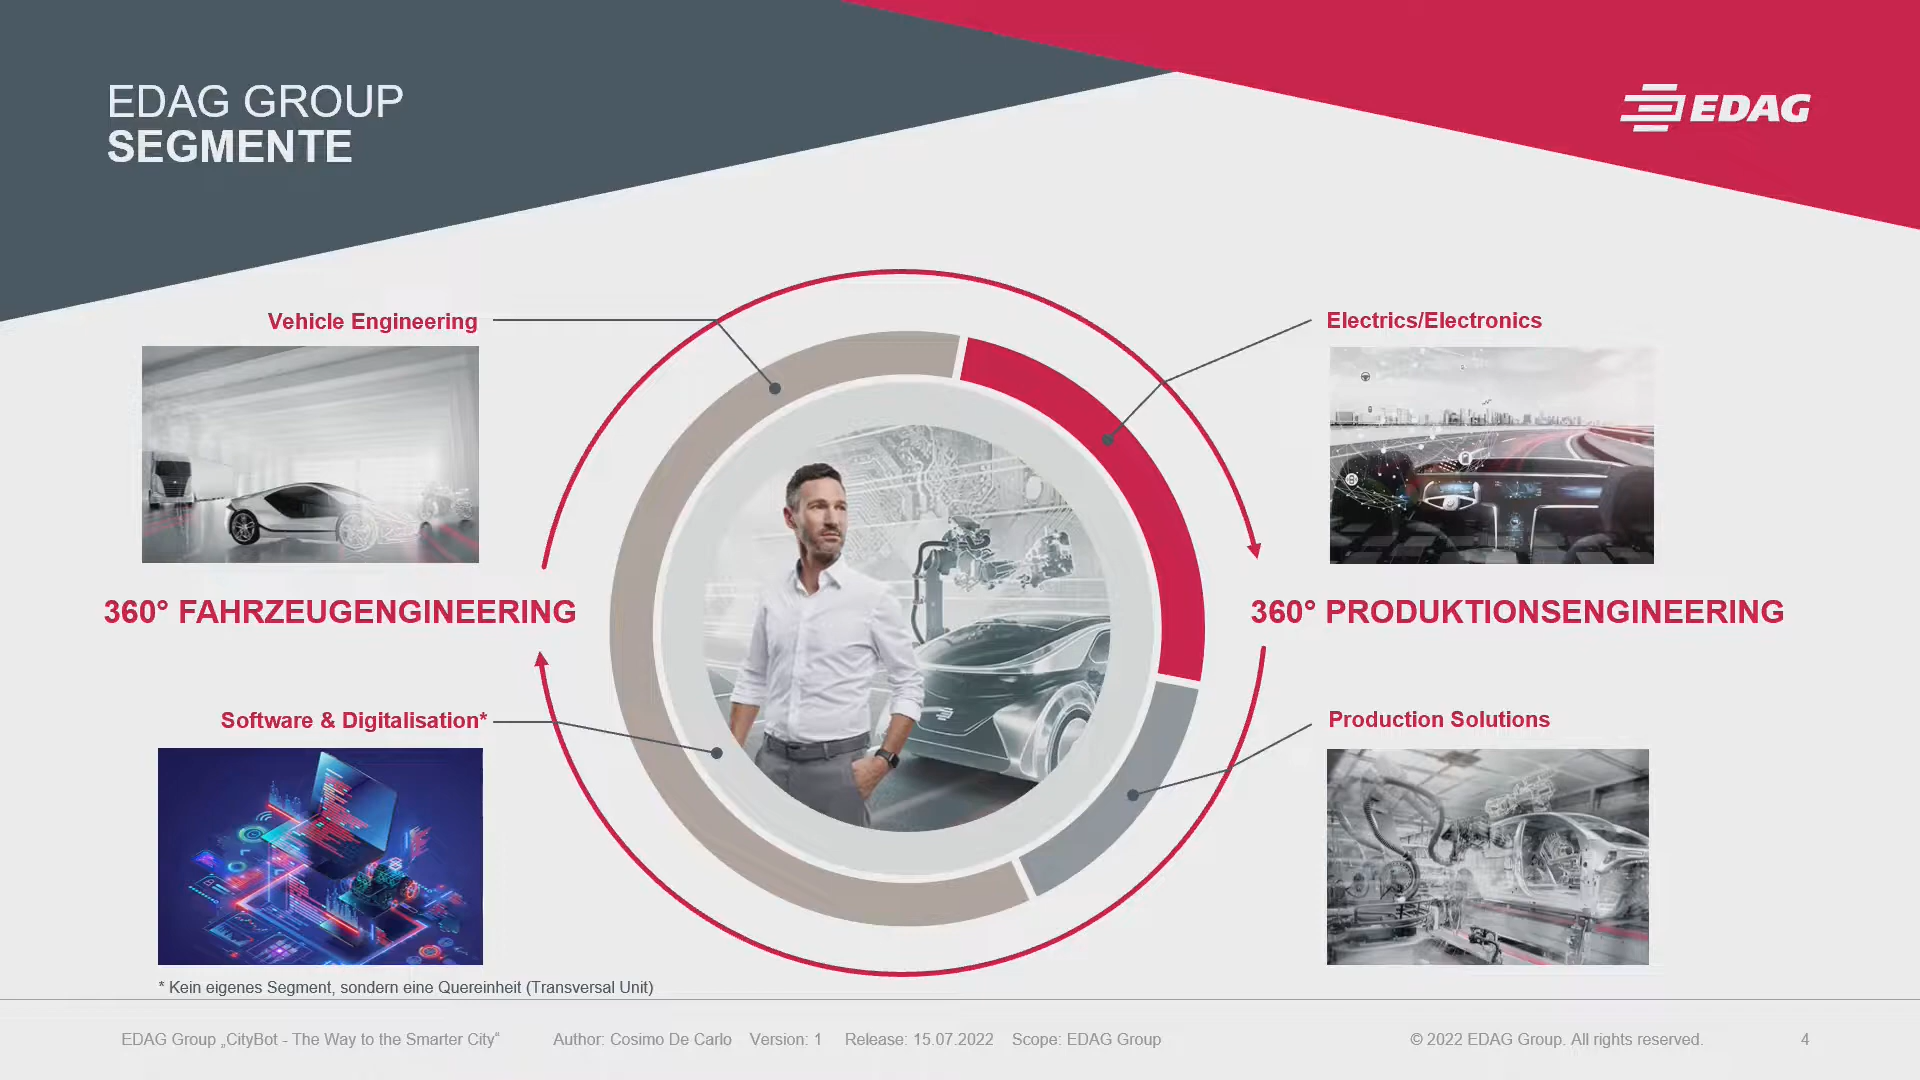 EDAG GROUP
SEGMENTE
EDAG
Vehicle Engineering
Electrics/Electronics
360° FAHRZEUGENGINEERING
360° PRODUKTIONSENGINEERING
Software & Digitalisation*
Production Solutions
* Kein eigenes Segment, sondern eine Quereinheit (Transversal Unit)
EDAG Group „CityBot - The Way to the Smarter City“ Author: Cosimo De Carlo Version: 1 Release: 15.07.2022 Scope: EDAG Group © 2022 EDAG Group. All rights reserved. 4